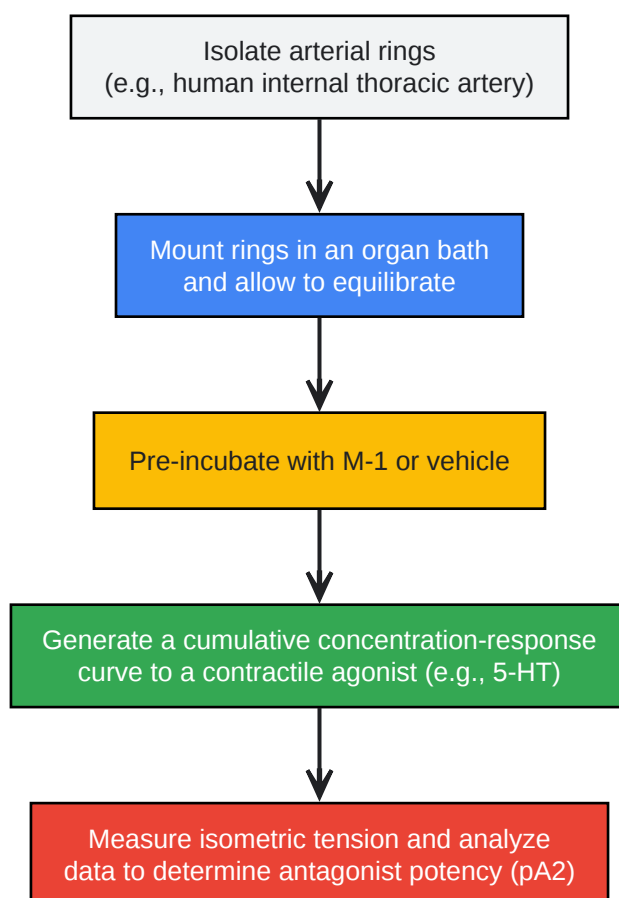 Isolate arterial rings
(e.g., human internal thoracic artery)
Mount rings in an organ bath
and allow to equilibrate
Pre-incubate with M-1 or vehicle
Generate a cumulative concentration-response
curve to a contractile agonist (e.g., 5-HT)
Measure isometric tension and analyze
data to determine antagonist potency (pA2)